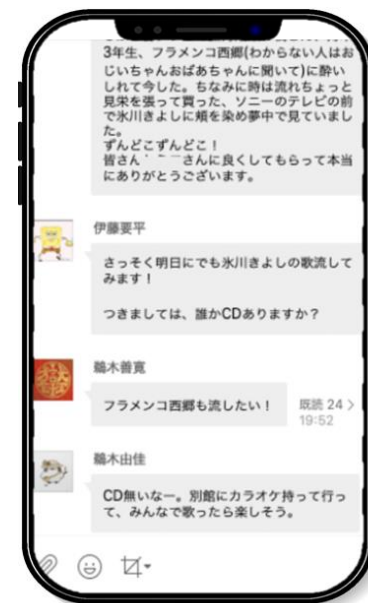 3年生、フラメンコ西郷(わからない人はお
じいちゃんおばあちゃんに聞いて)に酔い
しれて今した。ちなみに時は流れちょっと
見栄を張って買った、ソニーのテレビの前
で氷川きよしに頬を染め夢中で見ていまし
た。
ずんどこずんどこ！
皆さん さんに良くしてもらって本当
にありがとうございます。
伊藤要平
さっそく明日にでも氷川きよしの歌流して
みます！
つきましては、誰かCDありますか？
鵜木善寛
フラメンコ西郷も流したい！
既読 24 >
19:52
鵜木由佳
CD無いなー。別館にカラオケ持って行っ
て、みんなで歌ったら楽しそう。